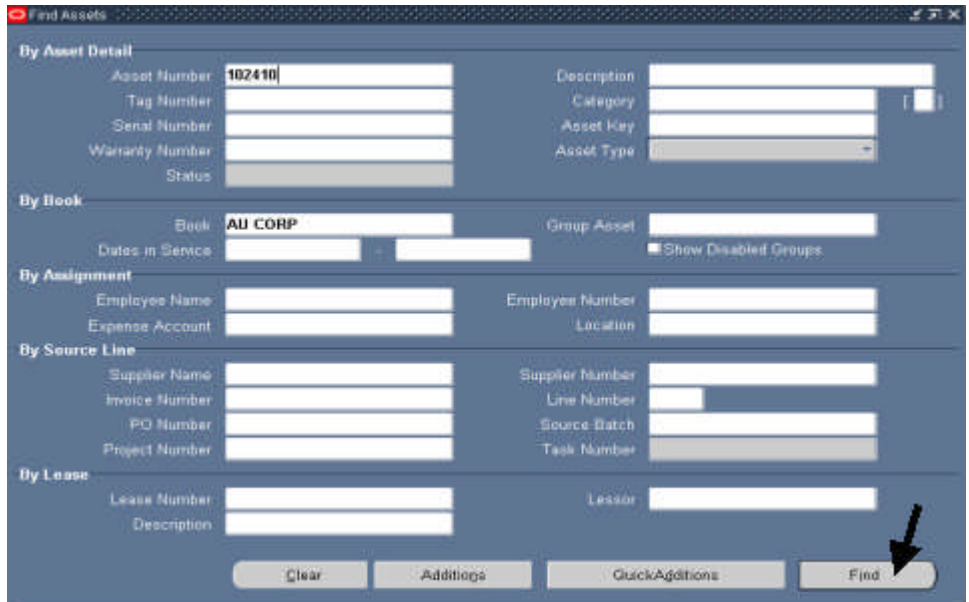 Find Assets
By Asset Detail
Asset Number 102410 Description
Tag Number Category [ ]
Serial Number Asset Key
Warranty Number Asset Type
Status
By Book
Book AU CORP Group Asset
Dates in Service - Show Disabled Groups
By Assignment
Employee Name Employee Number
Expense Account Location
By Source Line
Supplier Name Supplier Number
Invoice Number Line Number
PO Number Source Batch
Project Number Task Number
By Lease
Lease Number Lessor
Description
Clear Additions QuickAdditions Find